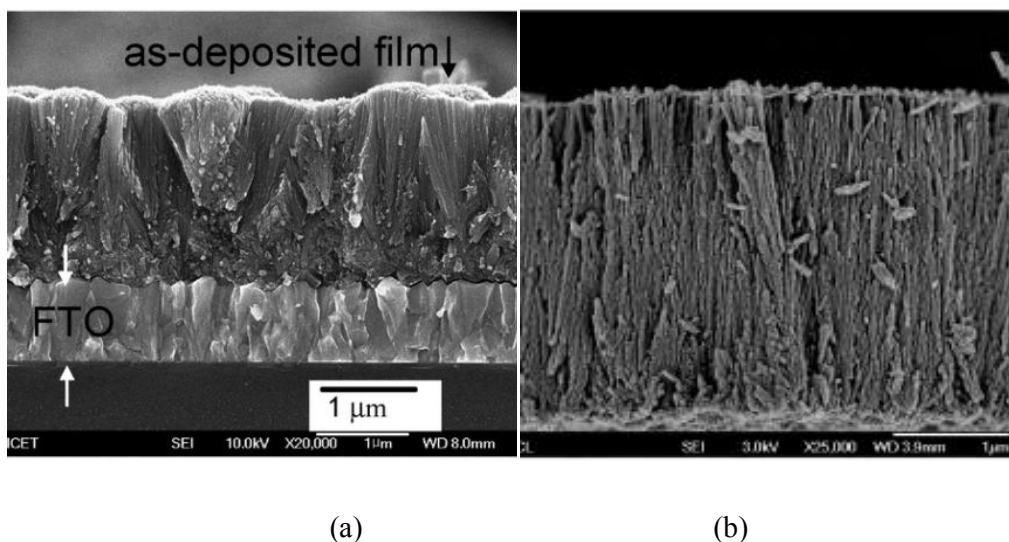 as-deposited film
FTO
1 µm
ICET SEI 10.0kV X20,000 1µm WD 8.0mm
CL SEI 3.0kV X25,000 WD 3.9mm 1µm
(a) (b)